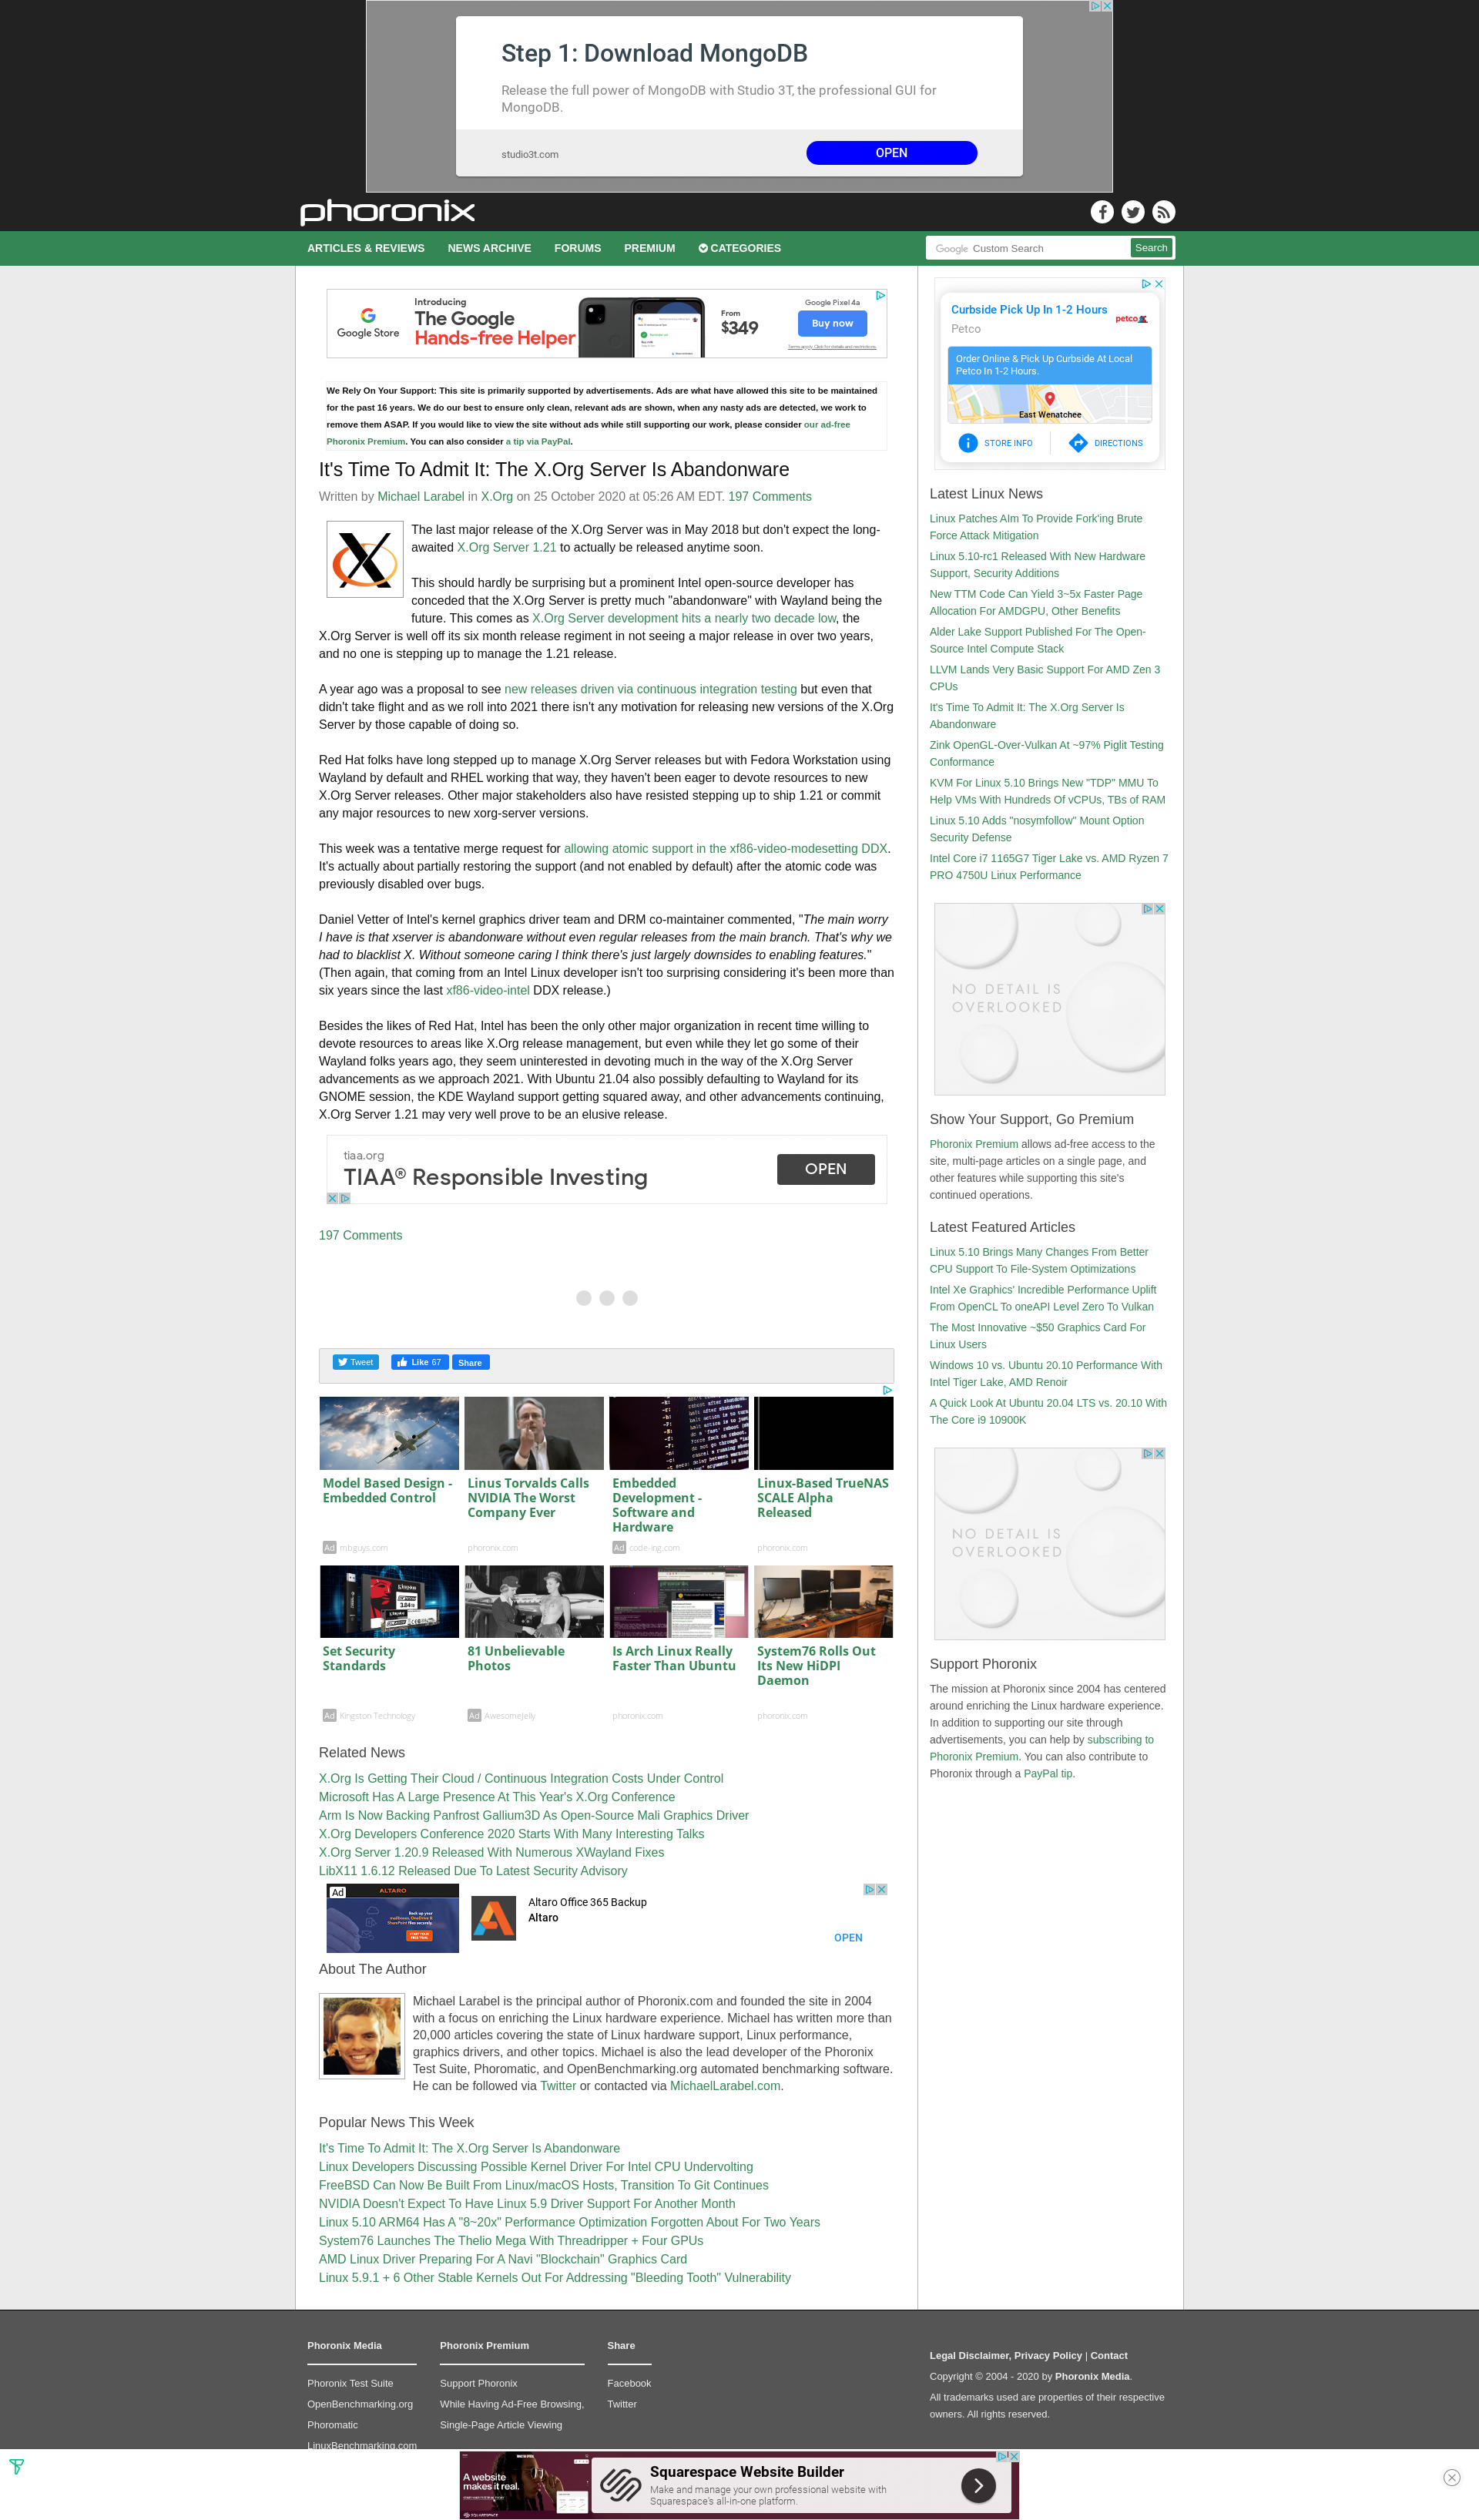 Step 1: Download MongoDB
Release the full power of MongoDB with Studio 3T, the professional GUI for
MongoDB.
studio3t.com
OPEN
phoronix
ARTICLES & REVIEWS
NEWS ARCHIVE
FORUMS
PREMIUM
CATEGORIES
Google Custom Search
Search
Google Store
Introducing
The Google
Hands-free Helper
From
$349
Google Pixel 4a
Buy now
Terms apply. Click for details and restrictions.
We Rely On Your Support: This site is primarily supported by advertisements. Ads are what have allowed this site to be maintained
for the past 16 years. We do our best to ensure only clean, relevant ads are shown, when any nasty ads are detected, we work to
remove them ASAP. If you would like to view the site without ads while still supporting our work, please consider our ad-free
Phoronix Premium. You can also consider a tip via PayPal.
It's Time To Admit It: The X.Org Server Is Abandonware
Written by Michael Larabel in X.Org on 25 October 2020 at 05:26 AM EDT. 197 Comments
The last major release of the X.Org Server was in May 2018 but don't expect the long-
awaited X.Org Server 1.21 to actually be released anytime soon.
This should hardly be surprising but a prominent Intel open-source developer has
conceded that the X.Org Server is pretty much "abandonware" with Wayland being the
future. This comes as X.Org Server development hits a nearly two decade low, the
X.Org Server is well off its six month release regiment in not seeing a major release in over two years,
and no one is stepping up to manage the 1.21 release.
A year ago was a proposal to see new releases driven via continuous integration testing but even that
didn't take flight and as we roll into 2021 there isn't any motivation for releasing new versions of the X.Org
Server by those capable of doing so.
Red Hat folks have long stepped up to manage X.Org Server releases but with Fedora Workstation using
Wayland by default and RHEL working that way, they haven't been eager to devote resources to new
X.Org Server releases. Other major stakeholders also have resisted stepping up to ship 1.21 or commit
any major resources to new xorg-server versions.
This week was a tentative merge request for allowing atomic support in the xf86-video-modesetting DDX.
It's actually about partially restoring the support (and not enabled by default) after the atomic code was
previously disabled over bugs.
Daniel Vetter of Intel's kernel graphics driver team and DRM co-maintainer commented, "The main worry
I have is that xserver is abandonware without even regular releases from the main branch. That's why we
had to blacklist X. Without someone caring I think there's just largely downsides to enabling features."
(Then again, that coming from an Intel Linux developer isn't too surprising considering it's been more than
six years since the last xf86-video-intel DDX release.)
Besides the likes of Red Hat, Intel has been the only other major organization in recent time willing to
devote resources to areas like X.Org release management, but even while they let go some of their
Wayland folks years ago, they seem uninterested in devoting much in the way of the X.Org Server
advancements as we approach 2021. With Ubuntu 21.04 also possibly defaulting to Wayland for its
GNOME session, the KDE Wayland support getting squared away, and other advancements continuing,
X.Org Server 1.21 may very well prove to be an elusive release.
tiaa.org
TIAA® Responsible Investing
OPEN
197 Comments
Tweet
Like 67
Share
Model Based Design -
Embedded Control
Ad mbguys.com
Linus Torvalds Calls
NVIDIA The Worst
Company Ever
phoronix.com
Embedded
Development -
Software and
Hardware
Ad code-ing.com
Linux-Based TrueNAS
SCALE Alpha
Released
phoronix.com
Set Security
Standards
Ad Kingston Technology
81 Unbelievable
Photos
Ad AwesomeJelly
Is Arch Linux Really
Faster Than Ubuntu
phoronix.com
System76 Rolls Out
Its New HiDPI
Daemon
phoronix.com
Related News
X.Org Is Getting Their Cloud / Continuous Integration Costs Under Control
Microsoft Has A Large Presence At This Year's X.Org Conference
Arm Is Now Backing Panfrost Gallium3D As Open-Source Mali Graphics Driver
X.Org Developers Conference 2020 Starts With Many Interesting Talks
X.Org Server 1.20.9 Released With Numerous XWayland Fixes
LibX11 1.6.12 Released Due To Latest Security Advisory
Ad
ALTARO
Altaro Office 365 Backup
Altaro
OPEN
About The Author
Michael Larabel is the principal author of Phoronix.com and founded the site in 2004
with a focus on enriching the Linux hardware experience. Michael has written more than
20,000 articles covering the state of Linux hardware support, Linux performance,
graphics drivers, and other topics. Michael is also the lead developer of the Phoronix
Test Suite, Phoromatic, and OpenBenchmarking.org automated benchmarking software.
He can be followed via Twitter or contacted via MichaelLarabel.com.
Popular News This Week
It's Time To Admit It: The X.Org Server Is Abandonware
Linux Developers Discussing Possible Kernel Driver For Intel CPU Undervolting
FreeBSD Can Now Be Built From Linux/macOS Hosts, Transition To Git Continues
NVIDIA Doesn't Expect To Have Linux 5.9 Driver Support For Another Month
Linux 5.10 ARM64 Has A "8~20x" Performance Optimization Forgotten About For Two Years
System76 Launches The Thelio Mega With Threadripper + Four GPUs
AMD Linux Driver Preparing For A Navi "Blockchain" Graphics Card
Linux 5.9.1 + 6 Other Stable Kernels Out For Addressing "Bleeding Tooth" Vulnerability
Curbside Pick Up In 1-2 Hours
Petco
petco
Order Online & Pick Up Curbside At Local
Petco In 1-2 Hours.
East Wenatchee
STORE INFO
DIRECTIONS
Latest Linux News
Linux Patches AIm To Provide Fork'ing Brute
Force Attack Mitigation
Linux 5.10-rc1 Released With New Hardware
Support, Security Additions
New TTM Code Can Yield 3~5x Faster Page
Allocation For AMDGPU, Other Benefits
Alder Lake Support Published For The Open-
Source Intel Compute Stack
LLVM Lands Very Basic Support For AMD Zen 3
CPUs
It's Time To Admit It: The X.Org Server Is
Abandonware
Zink OpenGL-Over-Vulkan At ~97% Piglit Testing
Conformance
KVM For Linux 5.10 Brings New "TDP" MMU To
Help VMs With Hundreds Of vCPUs, TBs of RAM
Linux 5.10 Adds "nosymfollow" Mount Option
Security Defense
Intel Core i7 1165G7 Tiger Lake vs. AMD Ryzen 7
PRO 4750U Linux Performance
NO DETAIL IS
OVERLOOKED
Show Your Support, Go Premium
Phoronix Premium allows ad-free access to the
site, multi-page articles on a single page, and
other features while supporting this site's
continued operations.
Latest Featured Articles
Linux 5.10 Brings Many Changes From Better
CPU Support To File-System Optimizations
Intel Xe Graphics' Incredible Performance Uplift
From OpenCL To oneAPI Level Zero To Vulkan
The Most Innovative ~$50 Graphics Card For
Linux Users
Windows 10 vs. Ubuntu 20.10 Performance With
Intel Tiger Lake, AMD Renoir
A Quick Look At Ubuntu 20.04 LTS vs. 20.10 With
The Core i9 10900K
NO DETAIL IS
OVERLOOKED
Support Phoronix
The mission at Phoronix since 2004 has centered
around enriching the Linux hardware experience.
In addition to supporting our site through
advertisements, you can help by subscribing to
Phoronix Premium. You can also contribute to
Phoronix through a PayPal tip.
Phoronix Media
Phoronix Test Suite
OpenBenchmarking.org
Phoromatic
LinuxBenchmarking.com
Phoronix Premium
Support Phoronix
While Having Ad-Free Browsing,
Single-Page Article Viewing
Share
Facebook
Twitter
Legal Disclaimer, Privacy Policy | Contact
Copyright © 2004 - 2020 by Phoronix Media.
All trademarks used are properties of their respective
owners. All rights reserved.
A website
makes it real.
SQUARESPACE
Squarespace Website Builder
Make and manage your own professional website with
Squarespace's all-in-one platform.